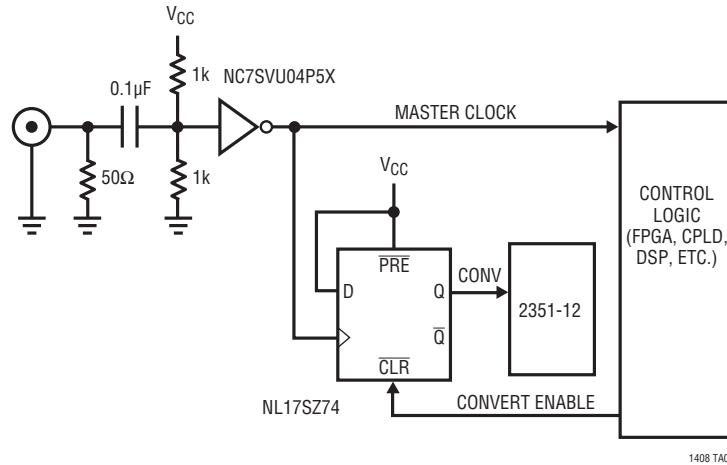 VCC
0.1µF
1k
NC7SVU04P5X
MASTER CLOCK
50Ω
1k
VCC
CONTROL
LOGIC
(FPGA, CPLD,
DSP, ETC.)
PRE
D
Q
CONV
2351-12
Q
CLR
NL17SZ74
CONVERT ENABLE